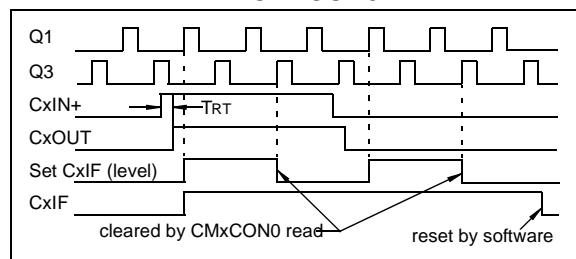 Q1
Q3
CxIN+
TRT
CxOUT
Set CxIF (level)
CxIF
cleared by CMxCON0 read
reset by software